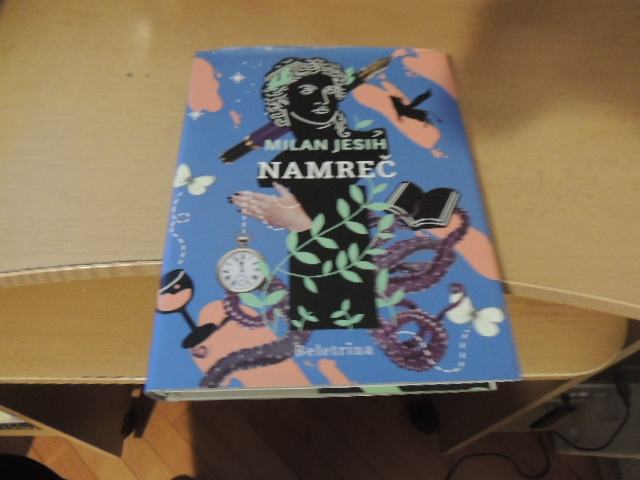 MILAN JESIH
NAMREČ
Beletrina